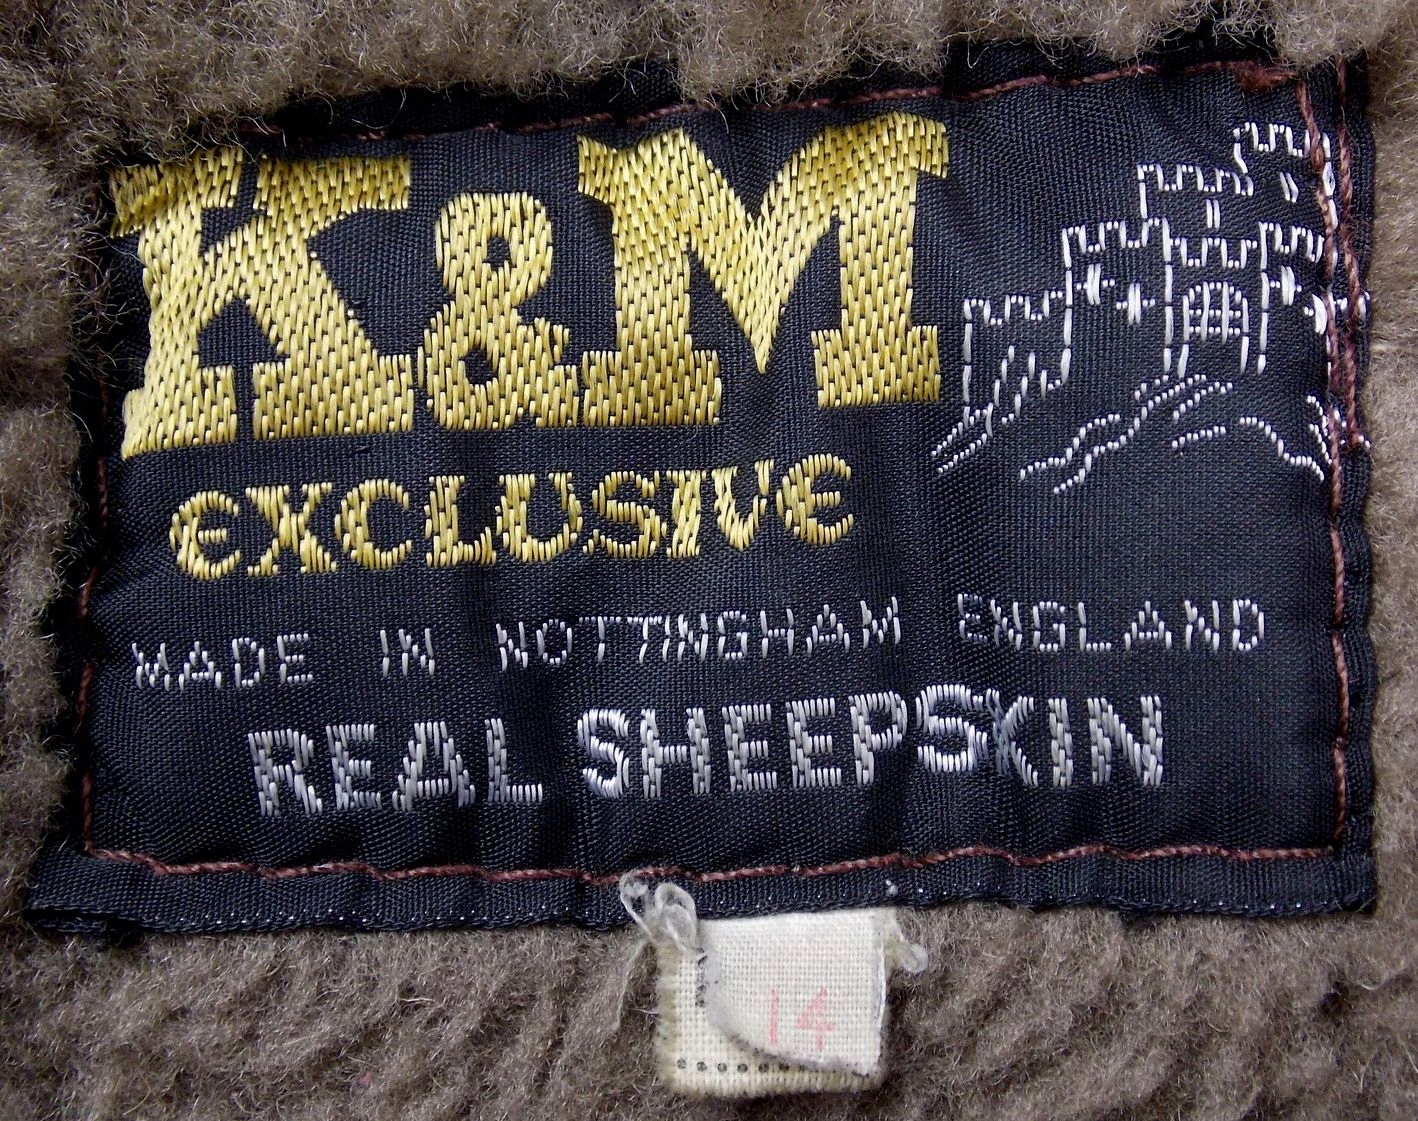 K&M
EXCLUSIVE
MADE IN NOTTINGHAM ENGLAND
REAL SHEEPSKIN
14